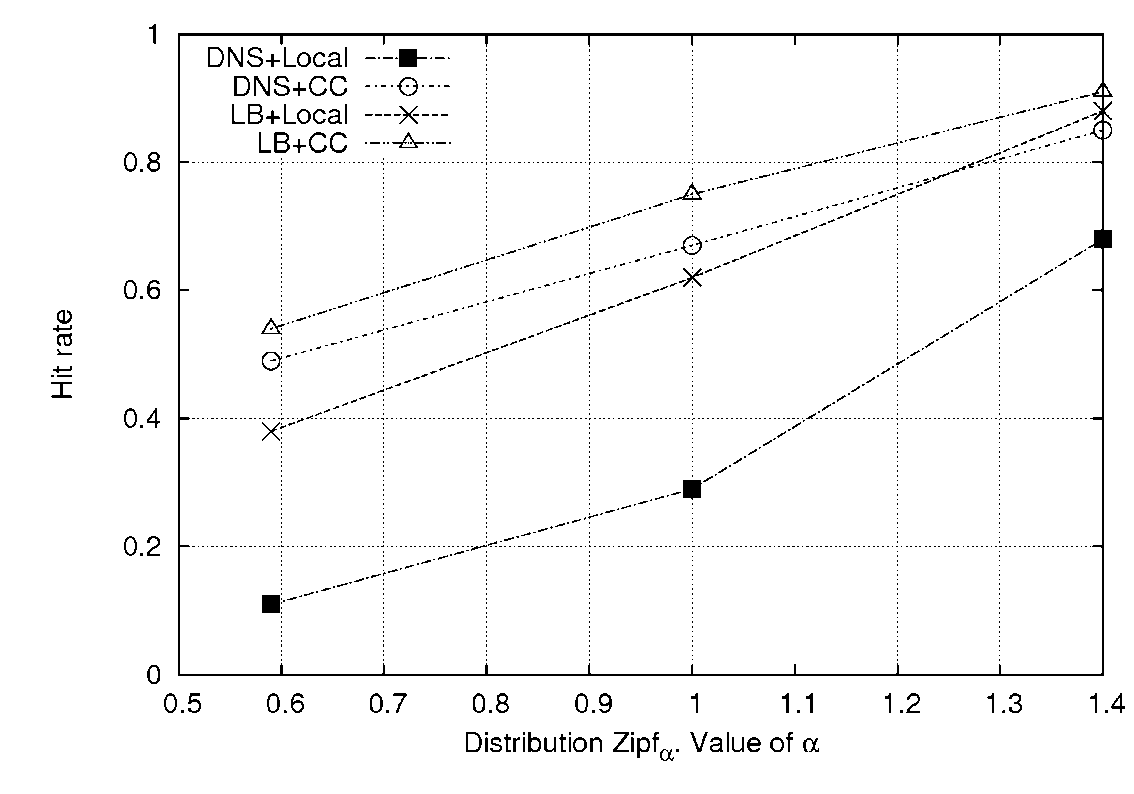 1
DNS+Local
DNS+CC
LB+Local
LB+CC
0.8
0.6
Hit rate
0.4
0.2
0
0.5 0.6 0.7 0.8 0.9 1 1.1 1.2 1.3 1.4
Distribution Zipfα. Value of α